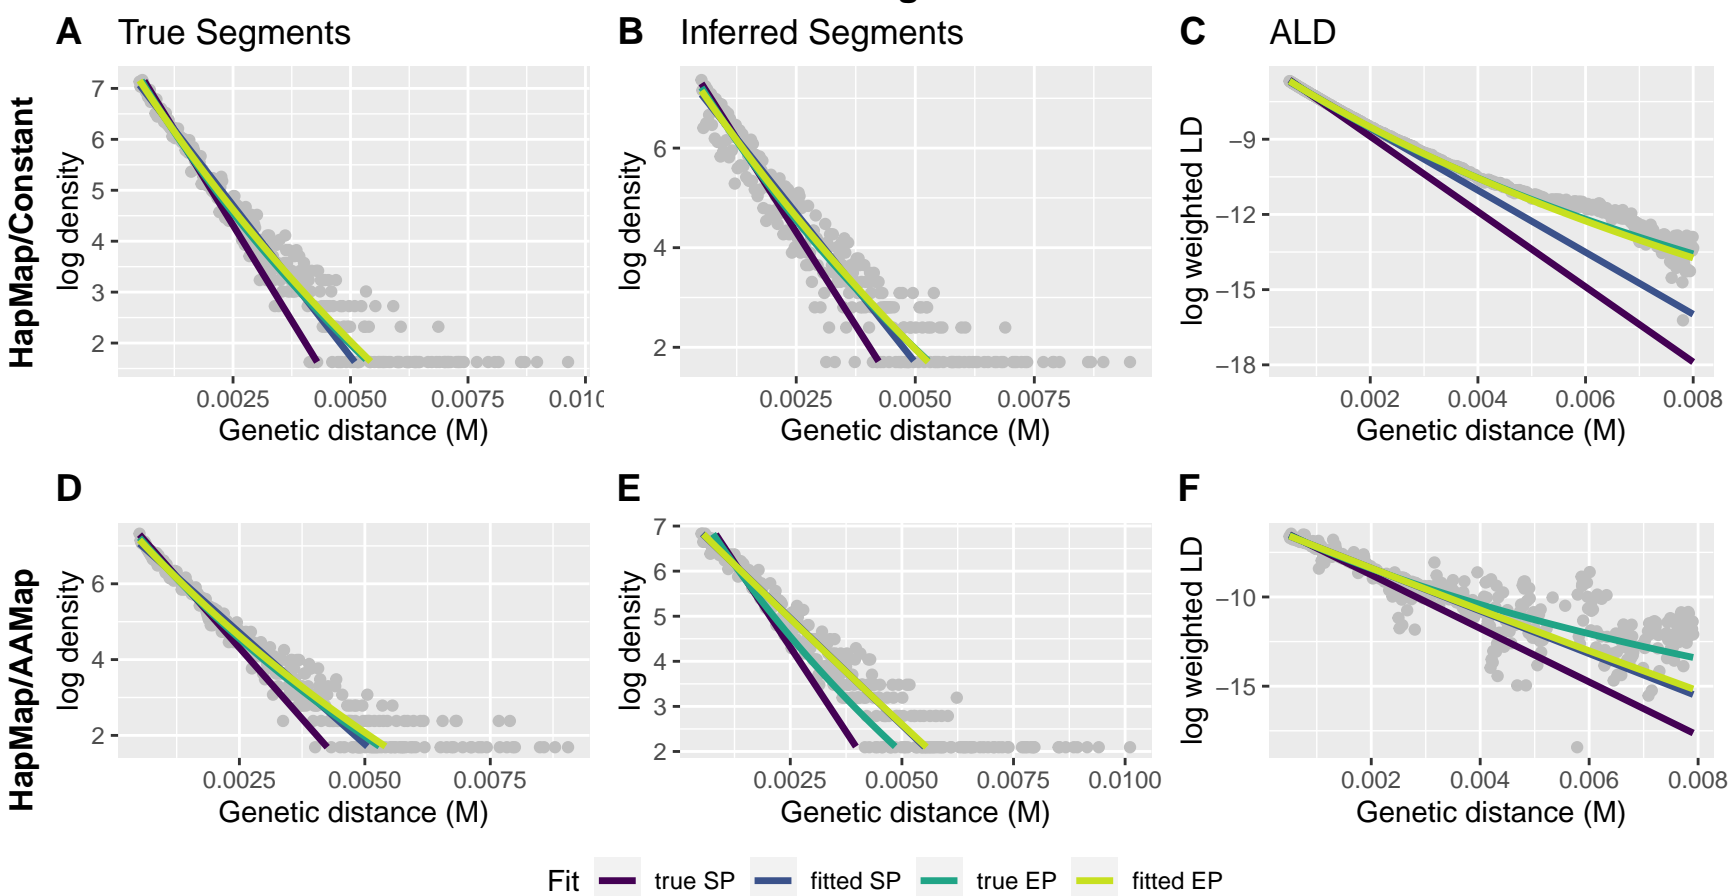 A True Segments
B Inferred Segments
C ALD
HapMap/Constant
log density
7
6
5
4
3
2
0.0025 0.0050 0.0075
Genetic distance (M)
log density
6
4
2
0.0025 0.0050 0.0075
Genetic distance (M)
log weighted LD
−9
−12
−15
−18
0.002 0.004 0.006 0.008
Genetic distance (M)
D
E
F
HapMap/AAMap
log density
6
4
2
0.0025 0.0050 0.0075
Genetic distance (M)
log density
7
6
5
4
3
2
0.0025 0.0050 0.0075 0.0100
Genetic distance (M)
log weighted LD
−10
−15
0.002 0.004 0.006 0.008
Genetic distance (M)
Fit true SP fitted SP true EP fitted EP